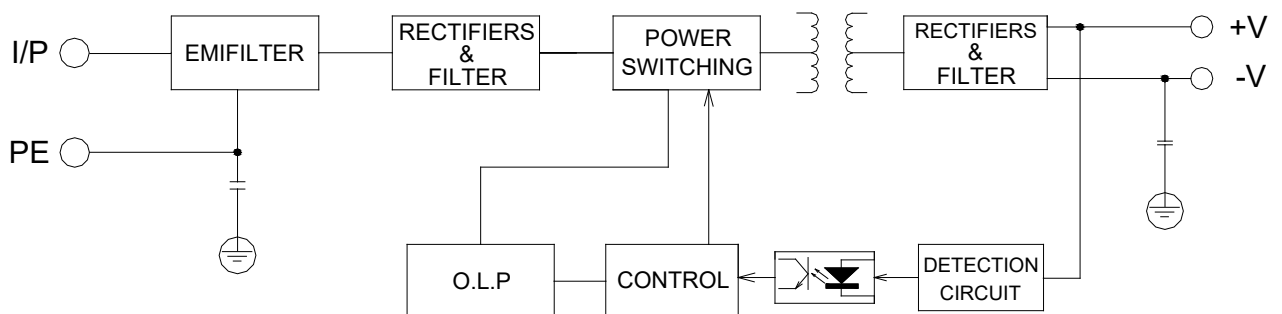 I/P
EMIFILTER
RECTIFIERS
&
FILTER
POWER
SWITCHING
RECTIFIERS
&
FILTER
+V
-V
PE
O.L.P
CONTROL
DETECTION
CIRCUIT